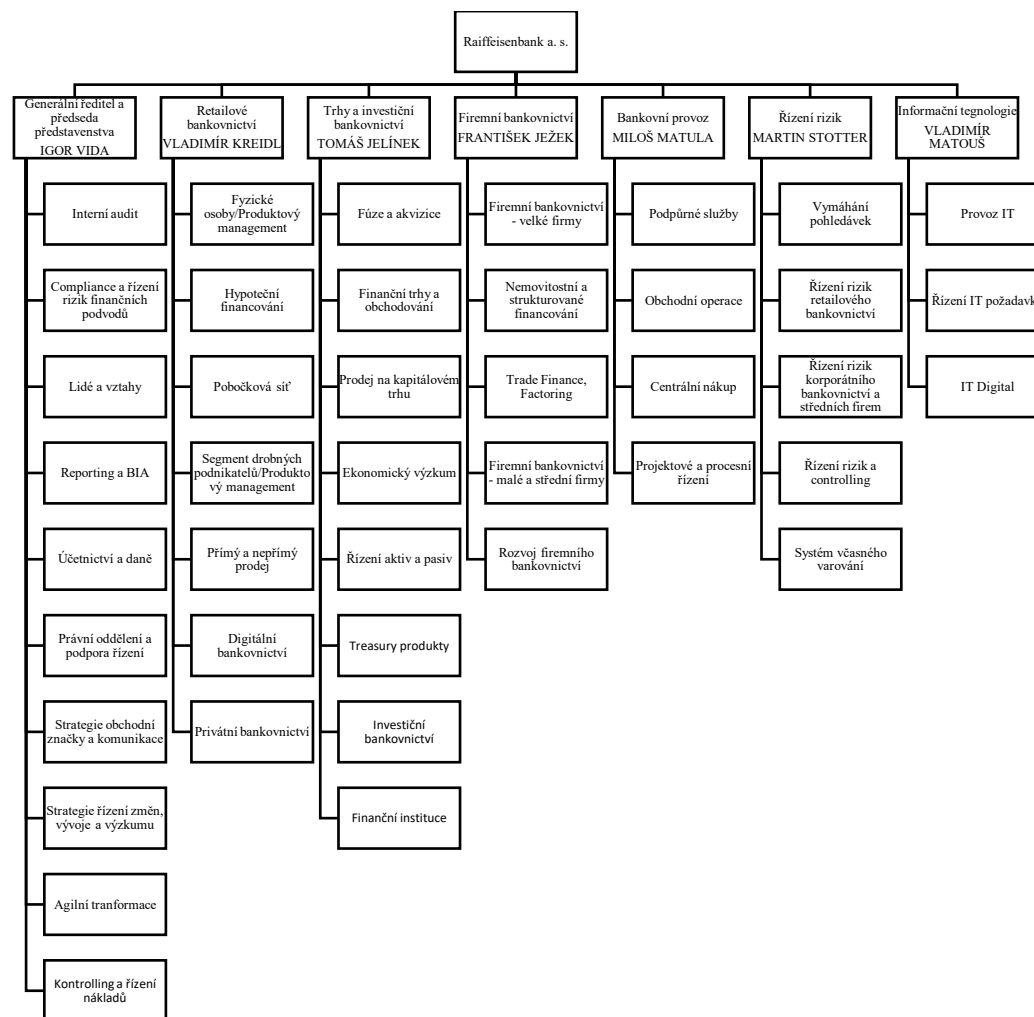 Raiffeisenbank a. s.
Generální ředitel a
předseda
představenstva
IGOR VIDA
Interní audit
Compliance a řízení
rizik finančních
podvodů
Lidé a vztahy
Reporting a BIA
Účetnictví a daně
Právní oddělení a
podpora řízení
Strategie obchodní
značky a komunikace
Strategie řízení změn,
vývoje a výzkumu
Agilní tranformace
Kontrolling a řízení
nákladů
Retailové
bankovnictví
VLADIMÍR KREIDL
Fyzické
osoby/Produktový
management
Hypoteční
financování
Pobočková síť
Segment drobných
podnikatelů/Produkto
vý management
Přímý a nepřímý
prodej
Digitální
bankovnictví
Privátní bankovnictví
Trhy a investiční
bankovnictví
TOMÁŠ JELÍNEK
Fúze a akvizice
Finanční trhy a
obchodování
Prodej na kapitálovém
trhu
Ekonomický výzkum
Řízení aktiv a pasiv
Treasury produkty
Investiční
bankovnictví
Finanční instituce
Firemní bankovnictví
FRANTIŠEK JEŽEK
Firemní bankovnictví
- velké firmy
Nemovitostní a
strukturované
financování
Trade Finance,
Factoring
Firemní bankovnictví
- malé a střední firmy
Rozvoj firemního
bankovnictví
Bankovní provoz
MILOŠ MATULA
Podpůrné služby
Obchodní operace
Centrální nákup
Projektové a procesní
řízení
Řízení rizik
MARTIN STOTTER
Vymáhání
pohledávek
Řízení rizik
retailového
bankovnictví
Řízení rizik
korporátního
bankovnictví a
středních firem
Řízení rizik a
controlling
Systém včasného
varování
Informační tegnologie
VLADIMÍR
MATOUŠ
Provoz IT
Řízení IT požadavk
IT Digital